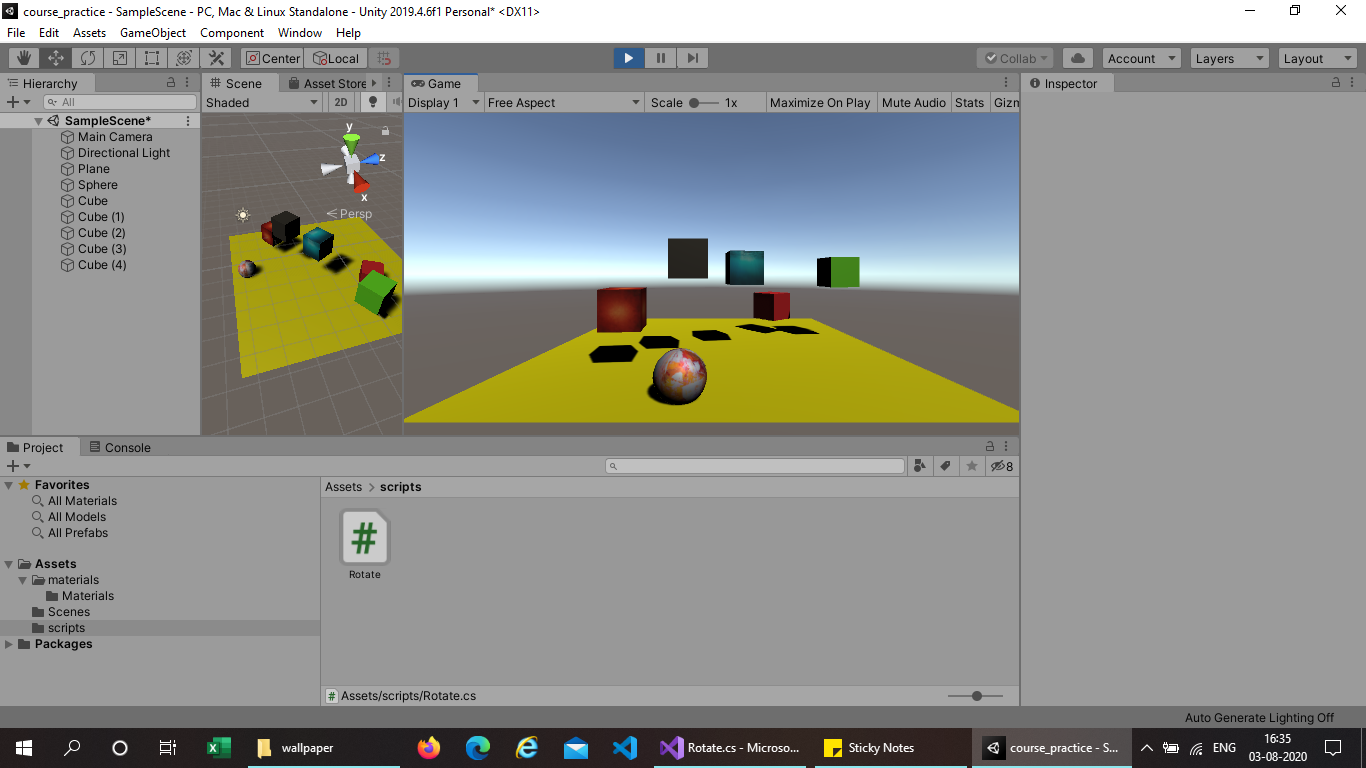 course_practice - SampleScene - PC, Mac & Linux Standalone - Unity 2019.4.6f1 Personal* <DX11>
File Edit Assets GameObject Component Window Help
Center Local Collab Account Layers Layout
Hierarchy Scene Asset Store Game Inspector
All Shaded 2D Display 1 Free Aspect Scale 1x Maximize On Play Mute Audio Stats Gizm
SampleScene*
Main Camera
Directional Light
Plane
Sphere
Cube
Cube (1)
Cube (2)
Cube (3)
Cube (4)
y
z
x
Persp
Project Console
8
Favorites
All Materials
All Models
All Prefabs
Assets
materials
Materials
Scenes
scripts
Packages
Assets > scripts
#
Rotate
# Assets/scripts/Rotate.cs
Auto Generate Lighting Off
wallpaper Rotate.cs - Microso... Sticky Notes course_practice - S... ENG 16:35
03-08-2020